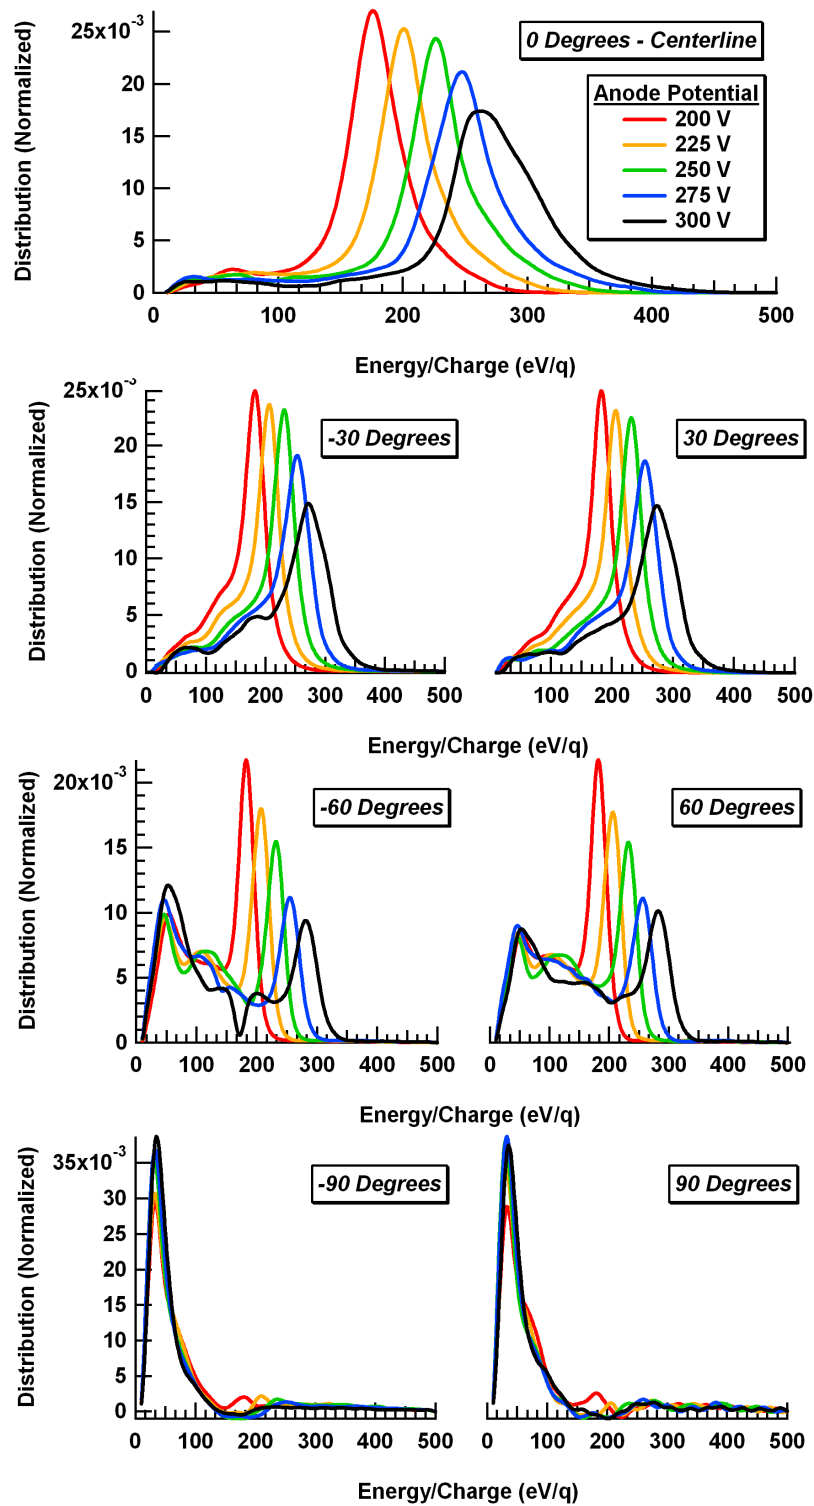 0 Degrees - Centerline
Anode Potential
200 V
225 V
250 V
275 V
300 V
Distribution (Normalized)
25x10-3
20
15
10
5
0
0 100 200 300 400 500
Energy/Charge (eV/q)
-30 Degrees
30 Degrees
Distribution (Normalized)
25x10-3
20
15
10
5
0
0 100 200 300 400 500
0 100 200 300 400 500
Energy/Charge (eV/q)
-60 Degrees
60 Degrees
Distribution (Normalized)
20x10-3
15
10
5
0
0 100 200 300 400 500
0 100 200 300 400 500
Energy/Charge (eV/q)
-90 Degrees
90 Degrees
Distribution (Normalized)
35x10-3
30
25
20
15
10
5
0
0 100 200 300 400 500
0 100 200 300 400 500
Energy/Charge (eV/q)